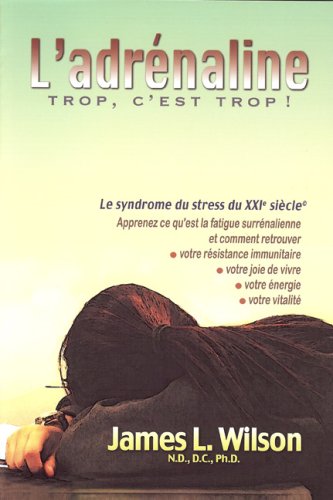 L'adrénaline
TROP, C'EST TROP !
Le syndrome du stress du XXIe siècle©
Apprenez ce qu'est la fatigue surrénalienne
et comment retrouver
• votre résistance immunitaire
• votre joie de vivre
• votre énergie
• votre vitalité
James L. Wilson
N.D., D.C., Ph.D.